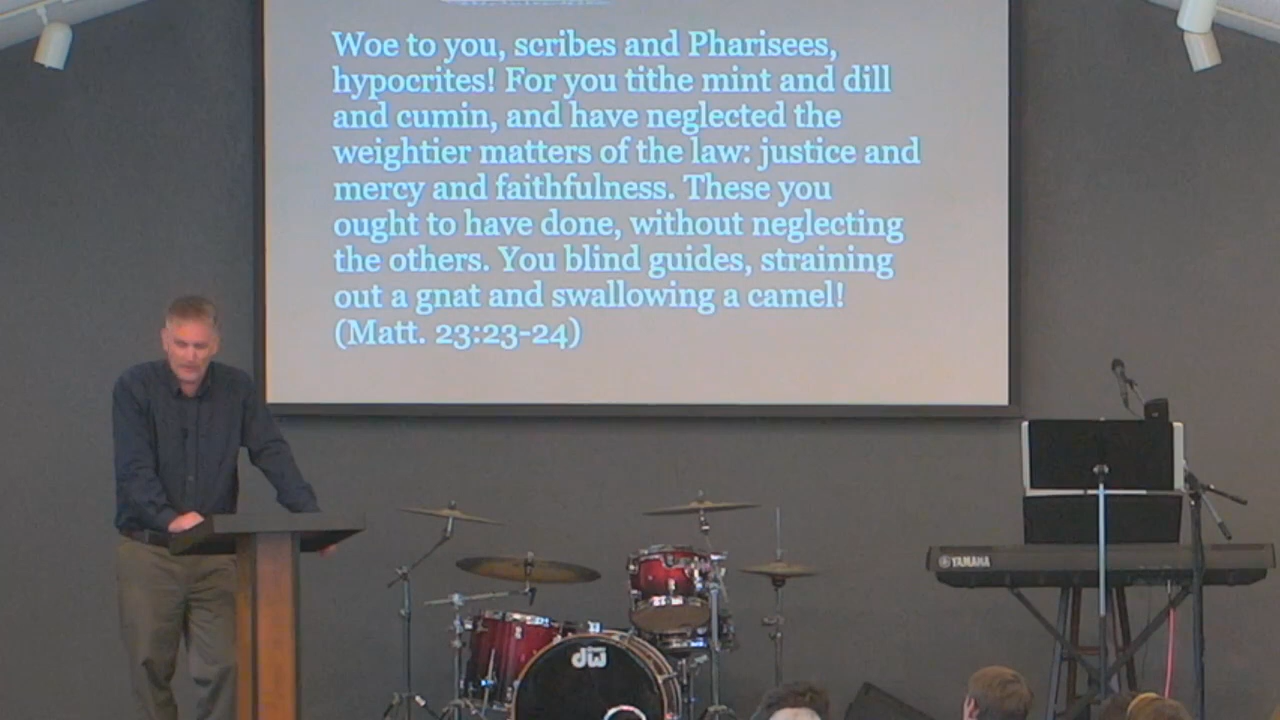 Woe to you, scribes and Pharisees,
hypocrites! For you tithe mint and dill
and cumin, and have neglected the
weightier matters of the law: justice and
mercy and faithfulness. These you
ought to have done, without neglecting
the others. You blind guides, straining
out a gnat and swallowing a camel!
(Matt. 23:23-24)
YAMAHA
dw